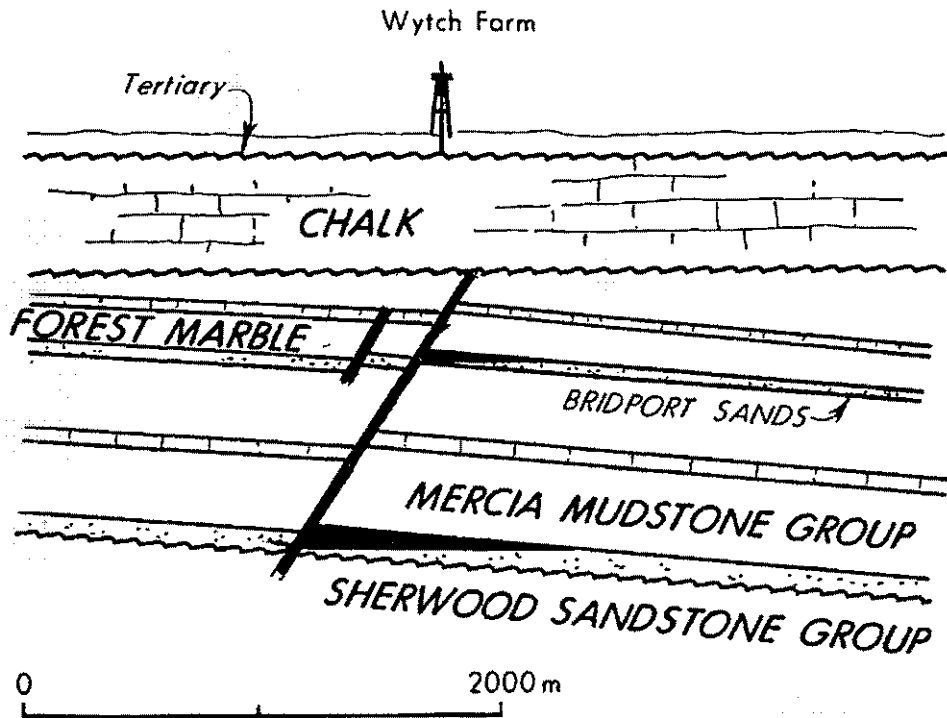 Wytch Farm
Tertiary
CHALK
FOREST MARBLE
BRIDPORT SANDS
MERCIA MUDSTONE GROUP
SHERWOOD SANDSTONE GROUP
0 2000 m